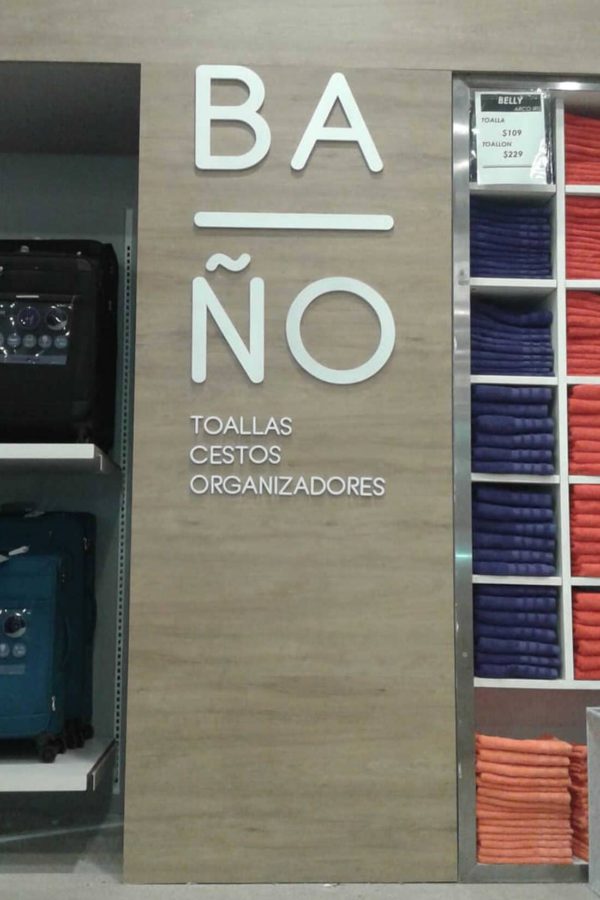 BA
ÑO
TOALLAS
CESTOS
ORGANIZADORES
BELLY
TOALLA
$109
TOALLON
$229